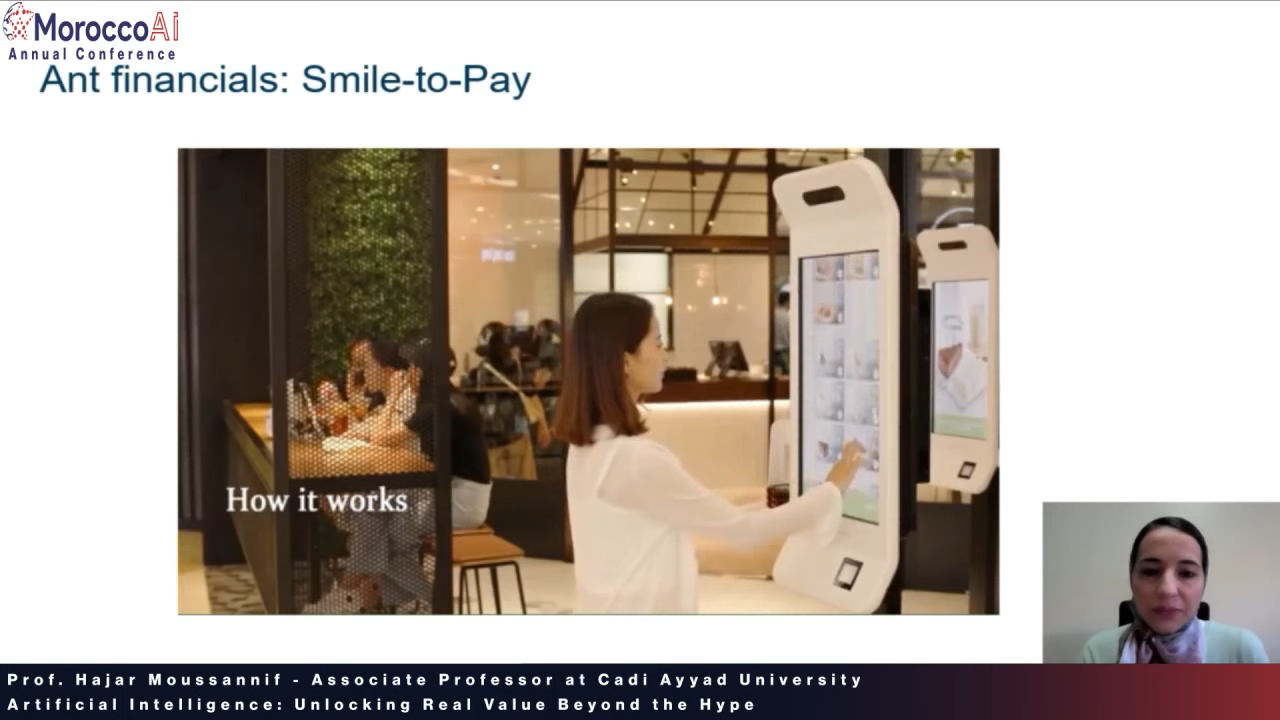 MoroccoAi
Annual Conference
Ant financials: Smile-to-Pay
How it works
Prof. Hajar Moussannif - Associate Professor at Cadi Ayyad University
Artificial Intelligence: Unlocking Real Value Beyond the Hype